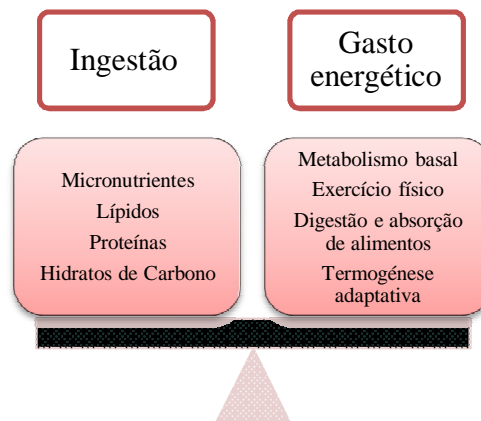 Ingestão
Gasto
energético
Micronutrientes
Lípidos
Proteínas
Hidratos de Carbono
Metabolismo basal
Exercício físico
Digestão e absorção
de alimentos
Termogénese
adaptativa